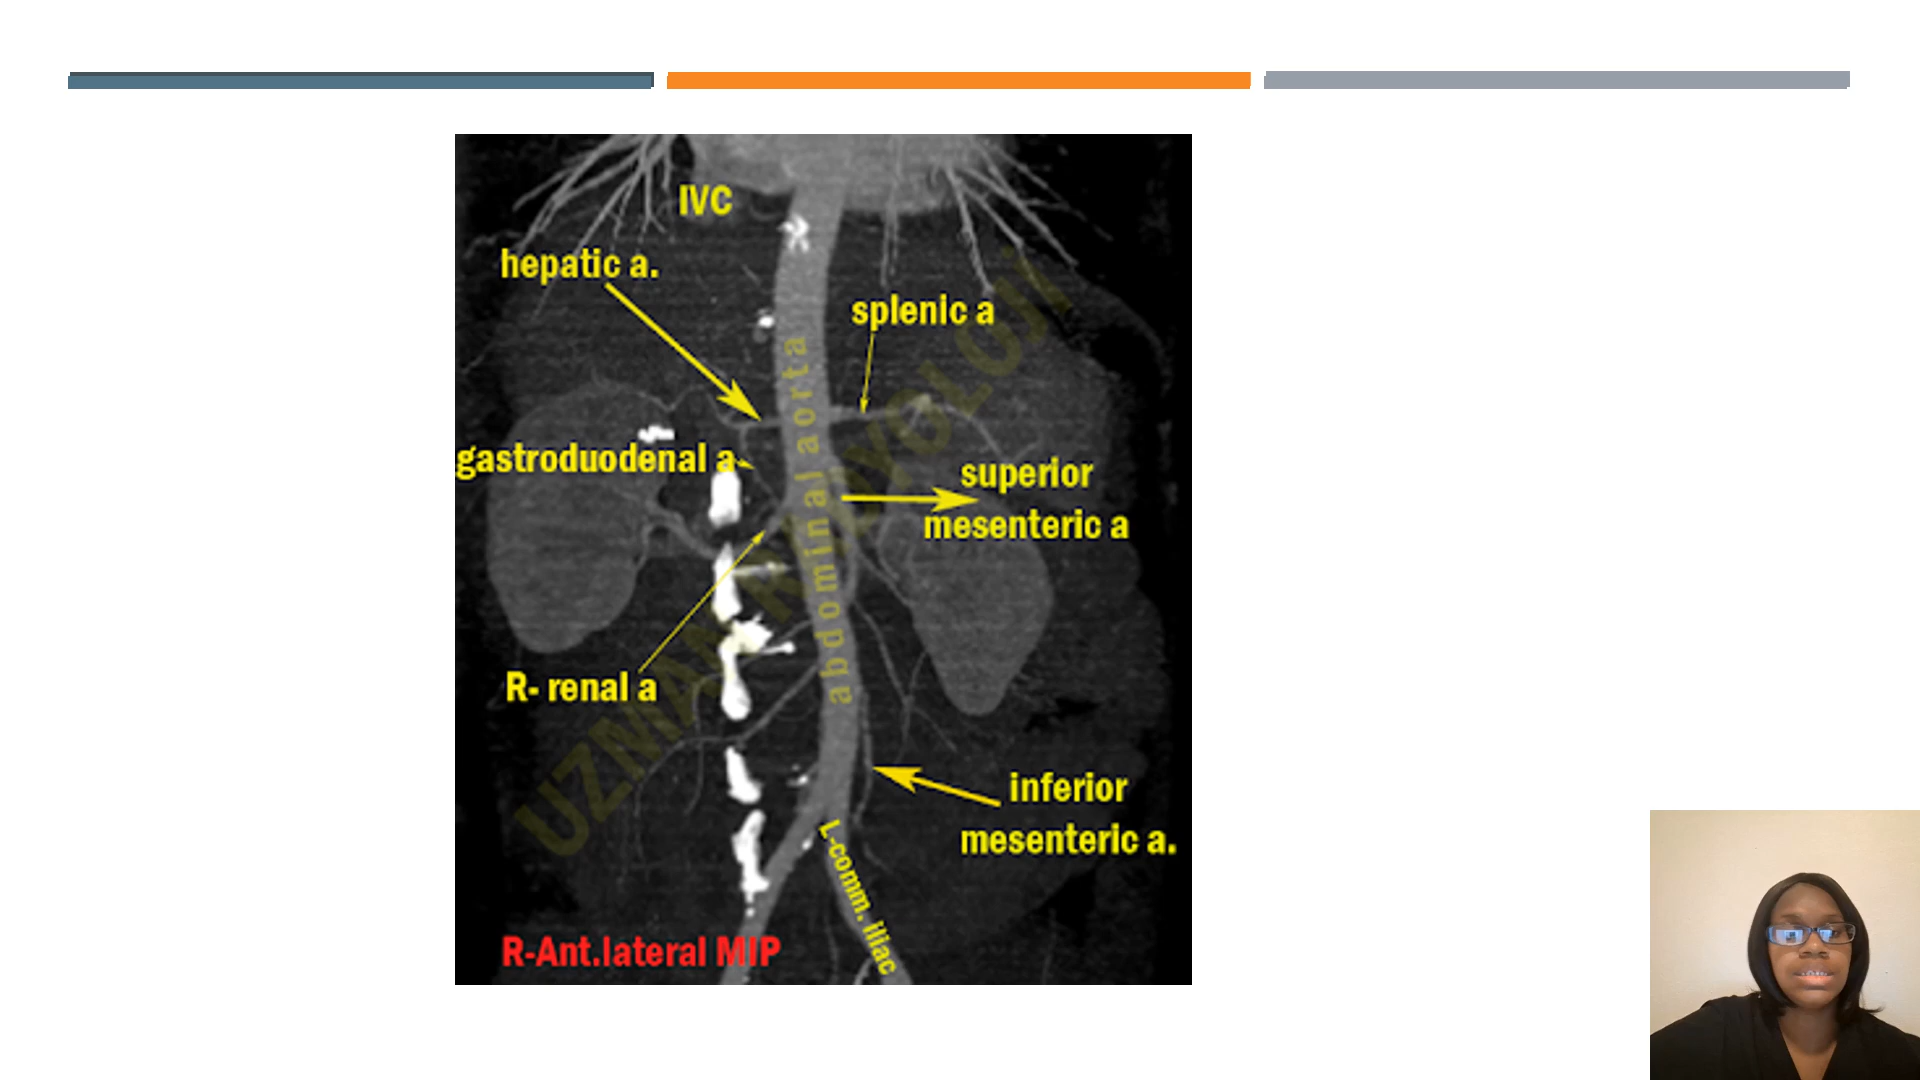 IVC
hepatic a.
splenic a
abdominal aorta
gastroduodenal a
superior
mesenteric a
R- renal a
inferior
mesenteric a.
L-comm. iliac
R-Ant.lateral MIP
UZMAN RADYOLOJİ